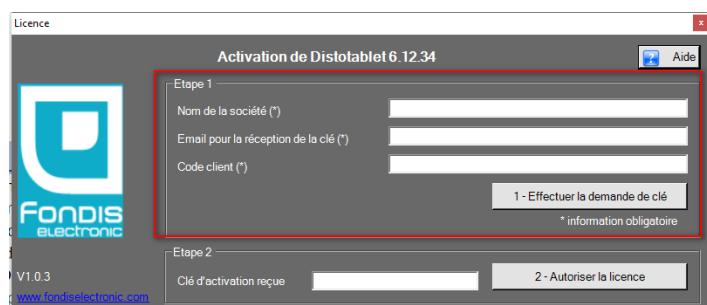 Licence
x
Activation de Distotablet 6.12.34
? Aide
Etape 1
Nom de la société (*)
Email pour la réception de la clé (*)
Code client (*)
1 - Effectuer la demande de clé
* information obligatoire
FONDIS
electronic
Etape 2
Clé d'activation reçue
2 - Autoriser la licence
V1.0.3
www.fondiselectronic.com